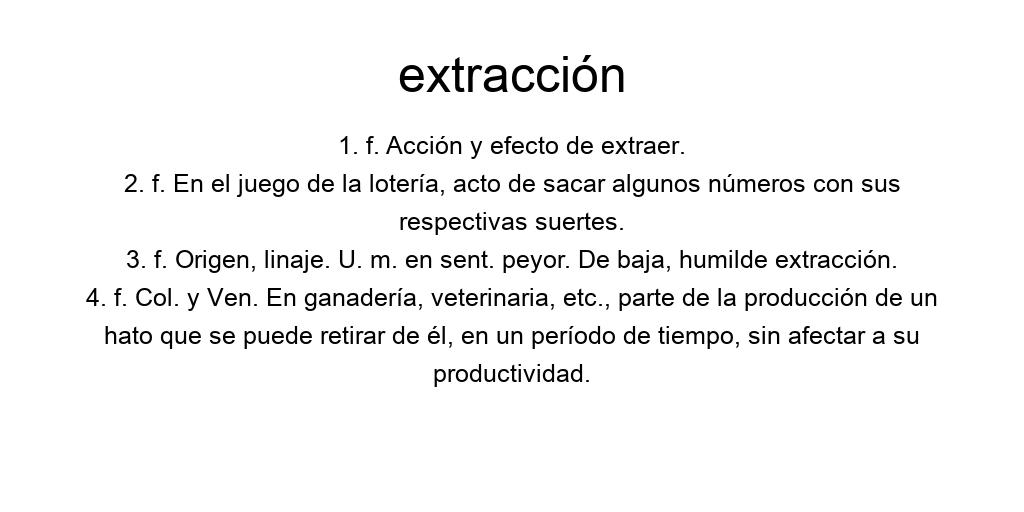 extracción
1. f. Acción y efecto de extraer.
2. f. En el juego de la lotería, acto de sacar algunos números con sus
respectivas suertes.
3. f. Origen, linaje. U. m. en sent. peyor. De baja, humilde extracción.
4. f. Col. y Ven. En ganadería, veterinaria, etc., parte de la producción de un
hato que se puede retirar de él, en un período de tiempo, sin afectar a su
productividad.